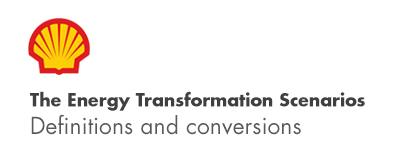 The Energy Transformation Scenarios
Definitions and conversions